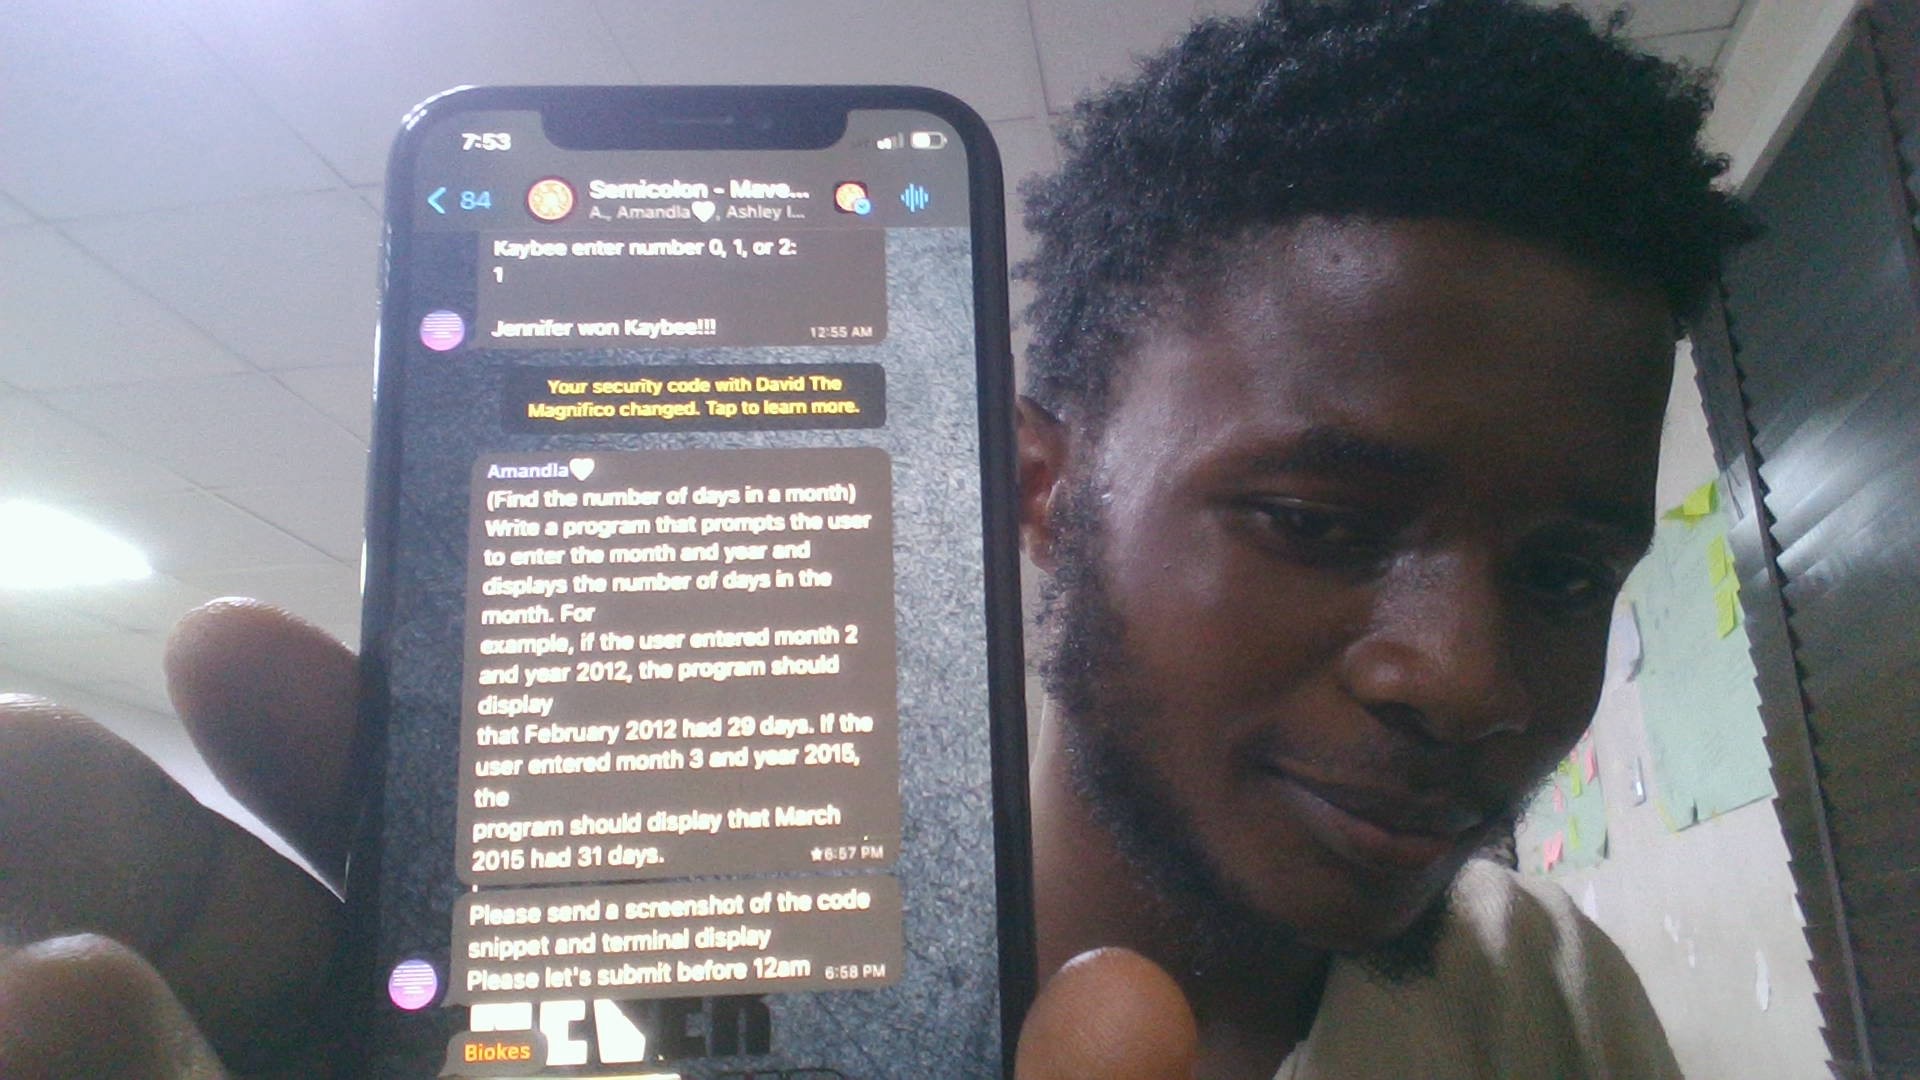 7:53
84
Semicolon - Mave...
A., Amandla🤍, Ashley I...
Kaybee enter number 0, 1, or 2:
1
Jennifer won Kaybee!!!
12:55 AM
Your security code with David The
Magnifico changed. Tap to learn more.
Amandla🤍
(Find the number of days in a month)
Write a program that prompts the user
to enter the month and year and
displays the number of days in the
month. For
example, if the user entered month 2
and year 2012, the program should
display
that February 2012 had 29 days. If the
user entered month 3 and year 2015,
the
program should display that March
2015 had 31 days.
★6:57 PM
Please send a screenshot of the code
snippet and terminal display
Please let's submit before 12am
6:58 PM
Biokes